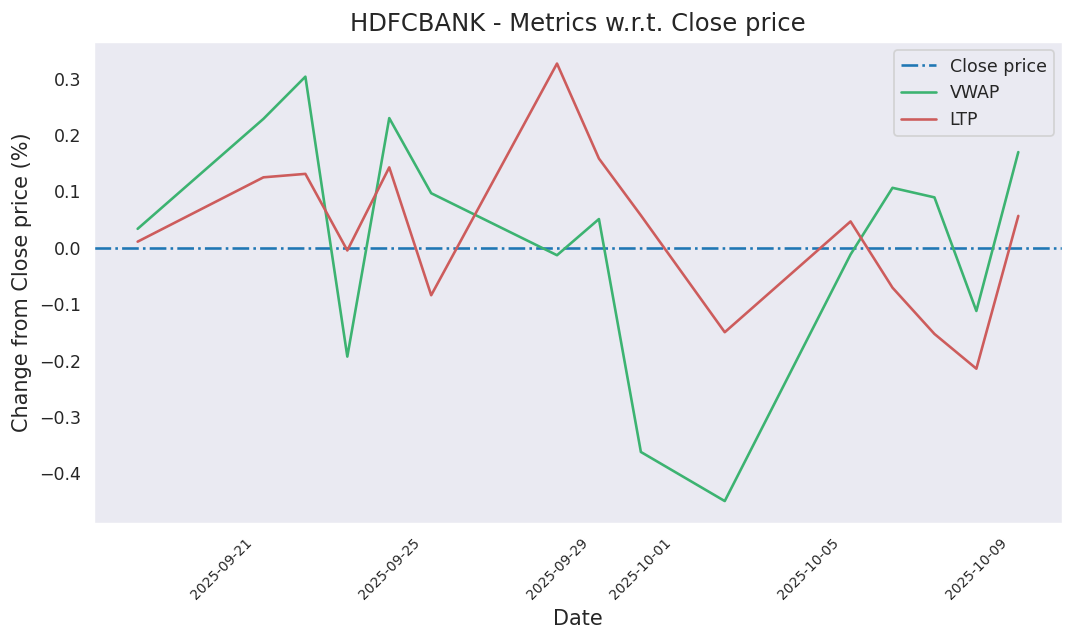 HDFCBANK - Metrics w.r.t. Close price
Close price
VWAP
LTP
Change from Close price (%)
0.3
0.2
0.1
0.0
−0.1
−0.2
−0.3
−0.4
2025-09-21
2025-09-25
2025-09-29
2025-10-01
2025-10-05
2025-10-09
Date